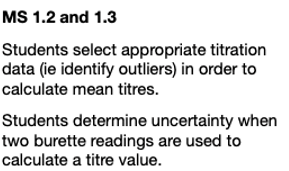 MS 1.2 and 1.3
Students select appropriate titration
data (ie identify outliers) in order to
calculate mean titres.
Students determine uncertainty when
two burette readings are used to
calculate a titre value.